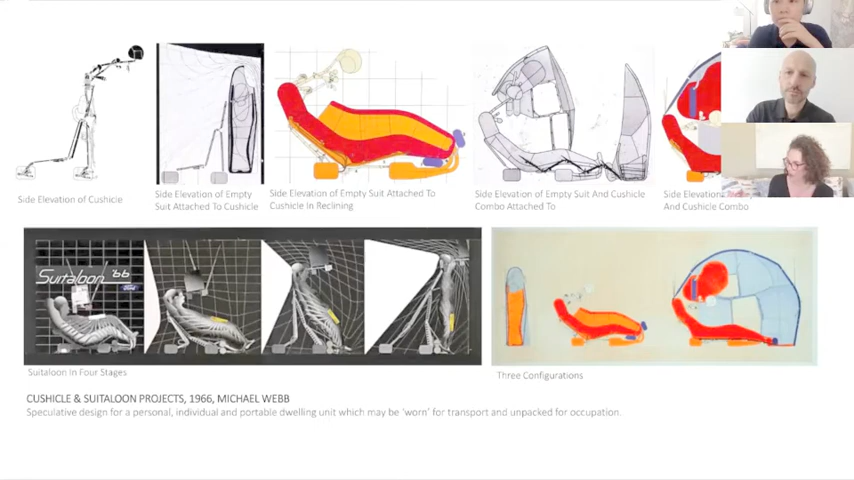 Side Elevation of Cushicle
Side Elevation of Empty
Suit Attached To Cushicle
Side Elevation of Empty Suit Attached To
Cushicle In Reclining
Side Elevation of Empty Suit And Cushicle
Combo Attached To
Side Elevation
And Cushicle Combo
Suitaloon '66
Ford
Suitaloon In Four Stages
Three Configurations
CUSHICLE & SUITALOON PROJECTS, 1966, MICHAEL WEBB
Speculative design for a personal, individual and portable dwelling unit which may be 'worn' for transport and unpacked for occupation.